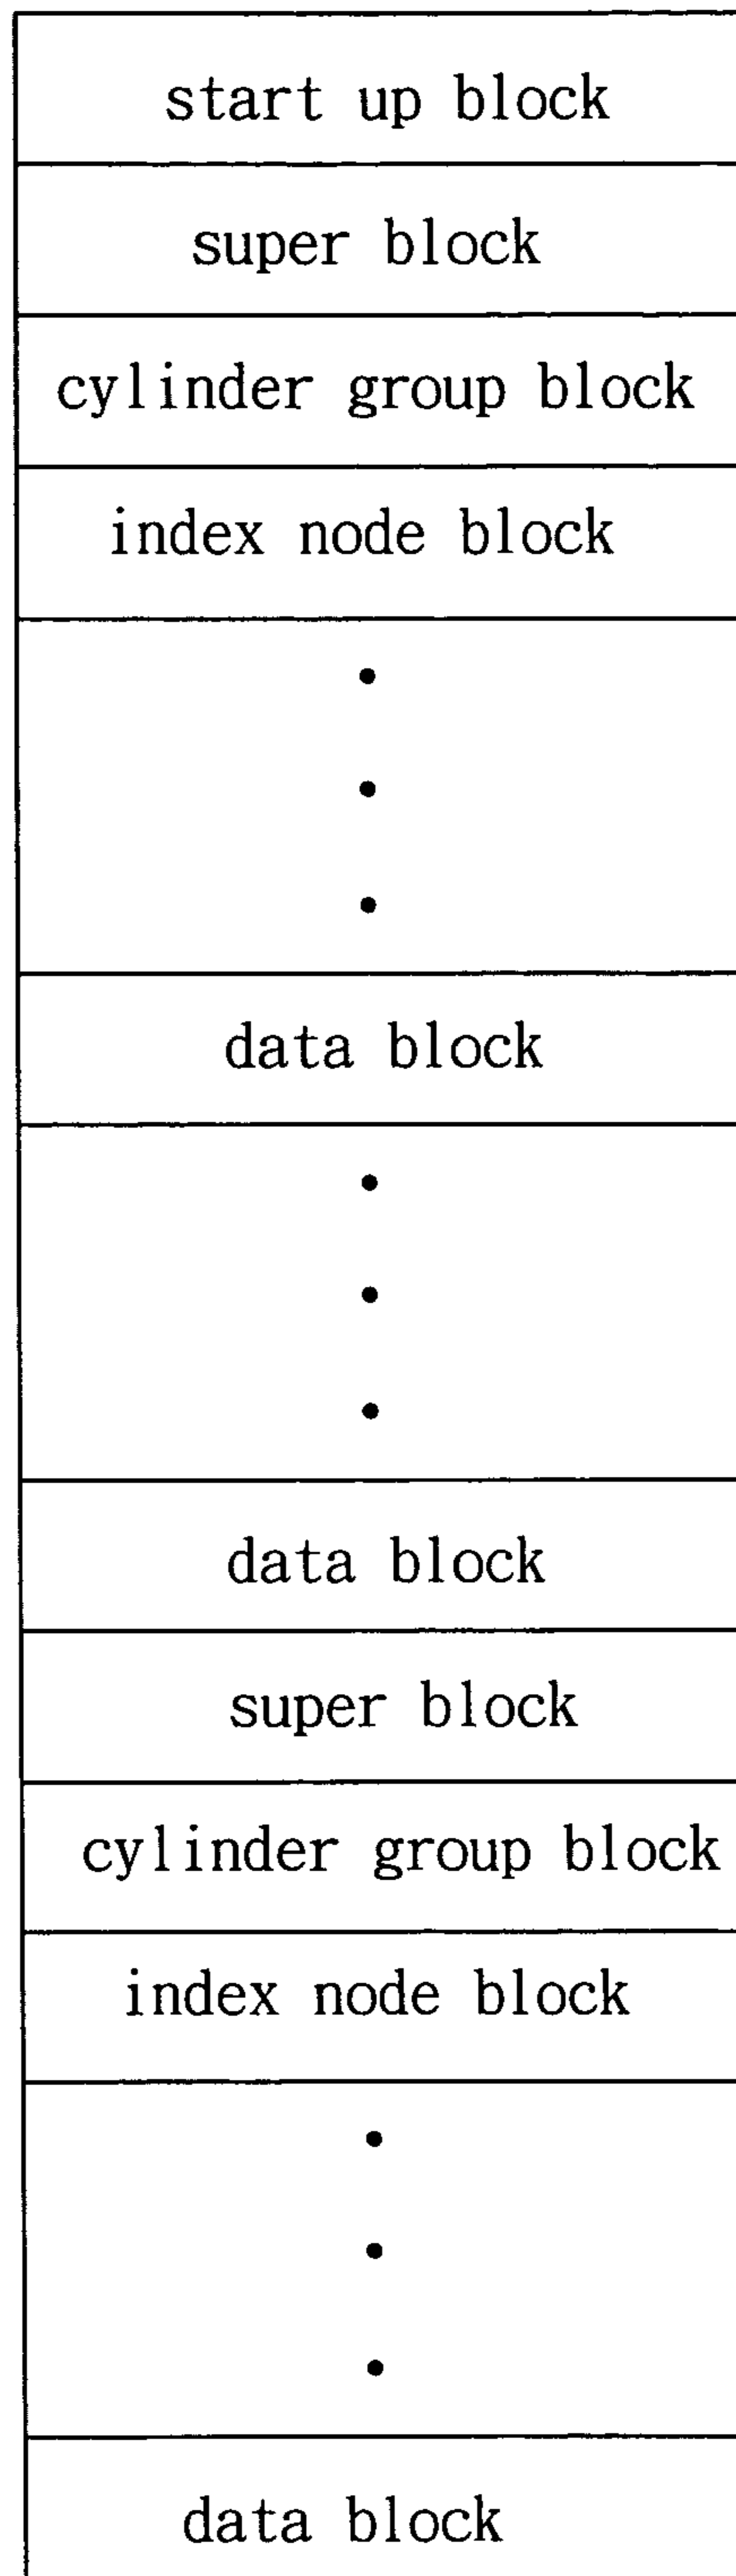 start up block
super block
cylinder group block
index node block
data block
data block
super block
cylinder group block
index node block
data block